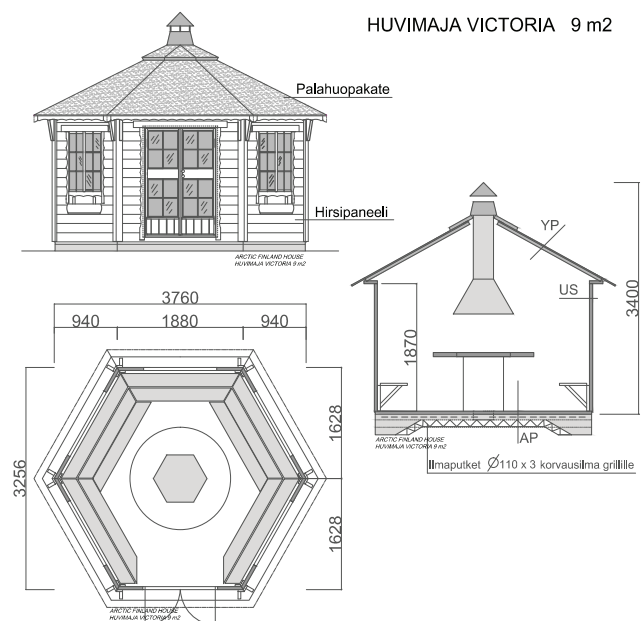 HUVIMAJA VICTORIA 9 m2
Palahuopakate
Hirsipaneeli
ARCTIC FINLAND HOUSE
HUVIMAJA VICTORIA 9 m2
YP
US
3400
1870
AP
ARCTIC FINLAND HOUSE
HUVIMAJA VICTORIA 9 m2
Ilmaputket Ø110 x 3 korvausilma grillille
3760
940 1880 940
3256
1628
1628
ARCTIC FINLAND HOUSE
HUVIMAJA VICTORIA 9 m2